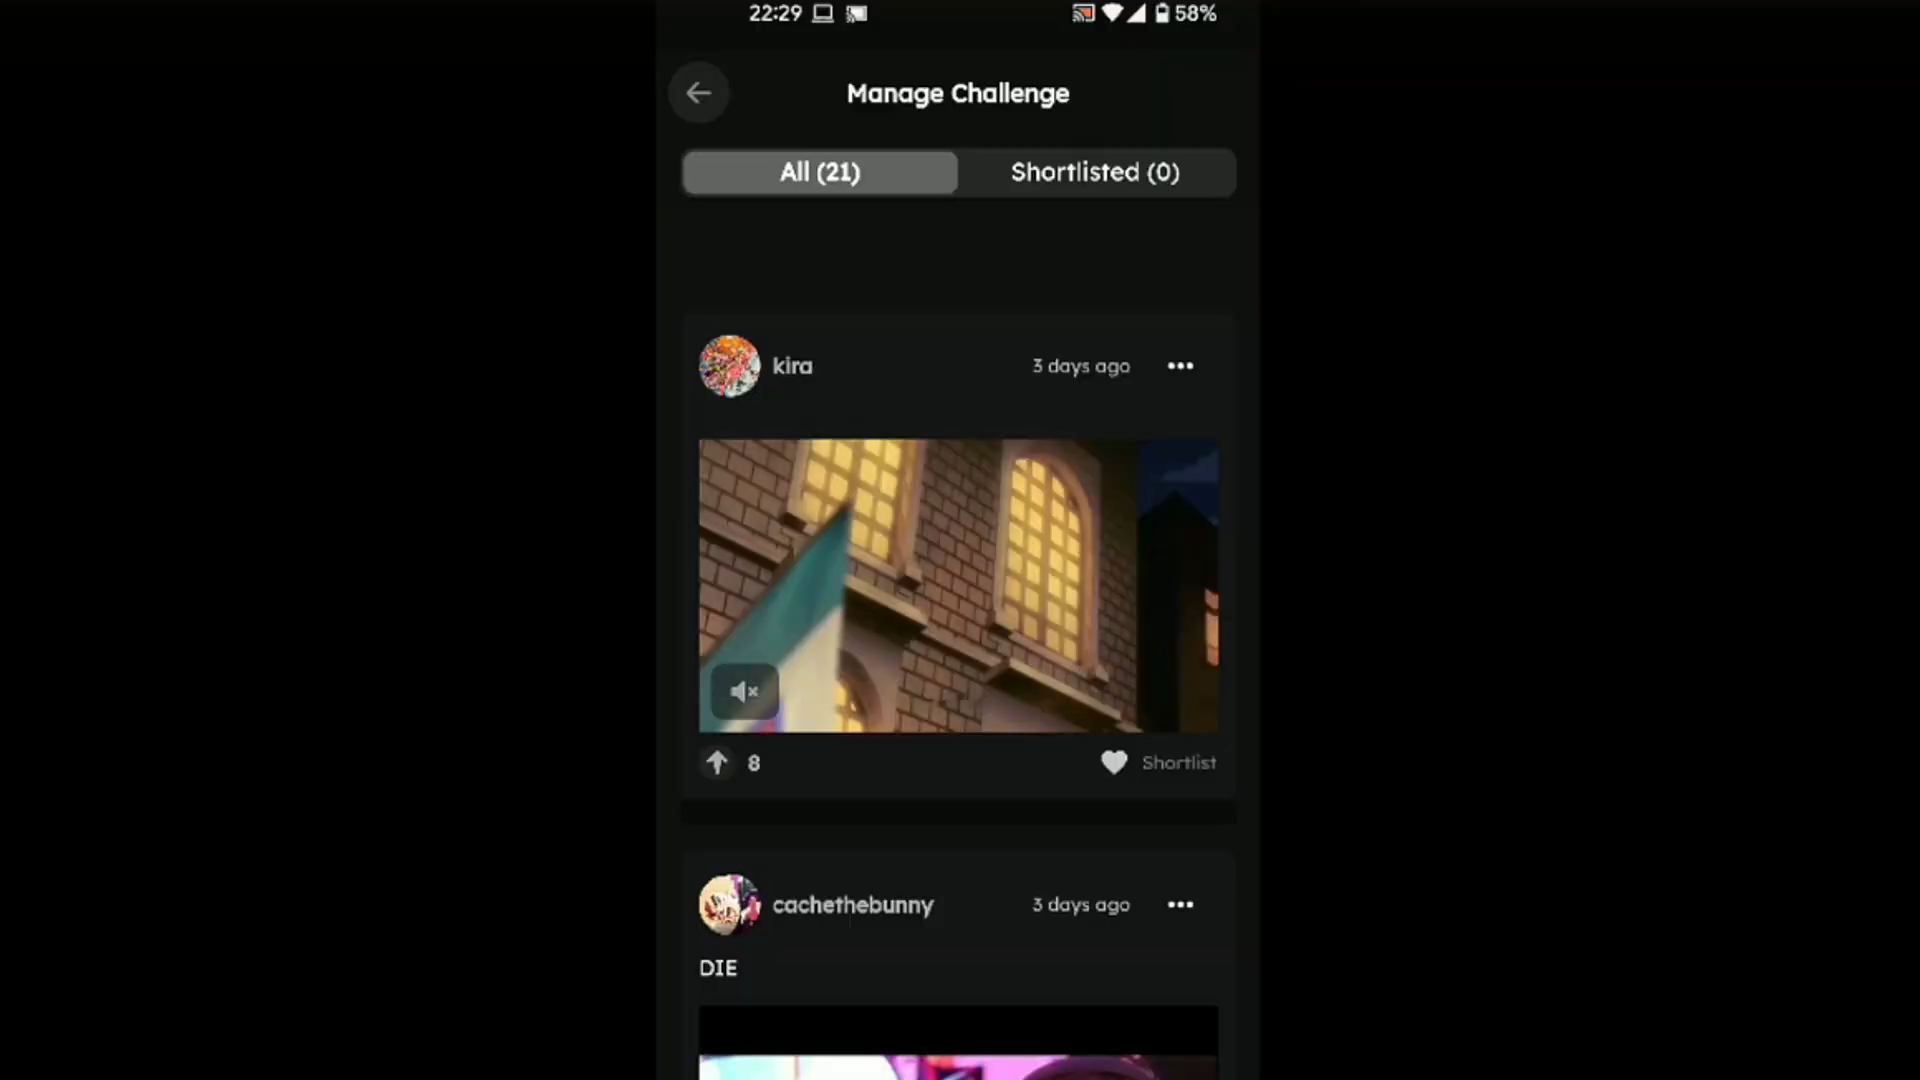 22:29
58%
Manage Challenge
All (21)
Shortlisted (0)
kira
3 days ago
8
Shortlist
cachethebunny
3 days ago
DIE